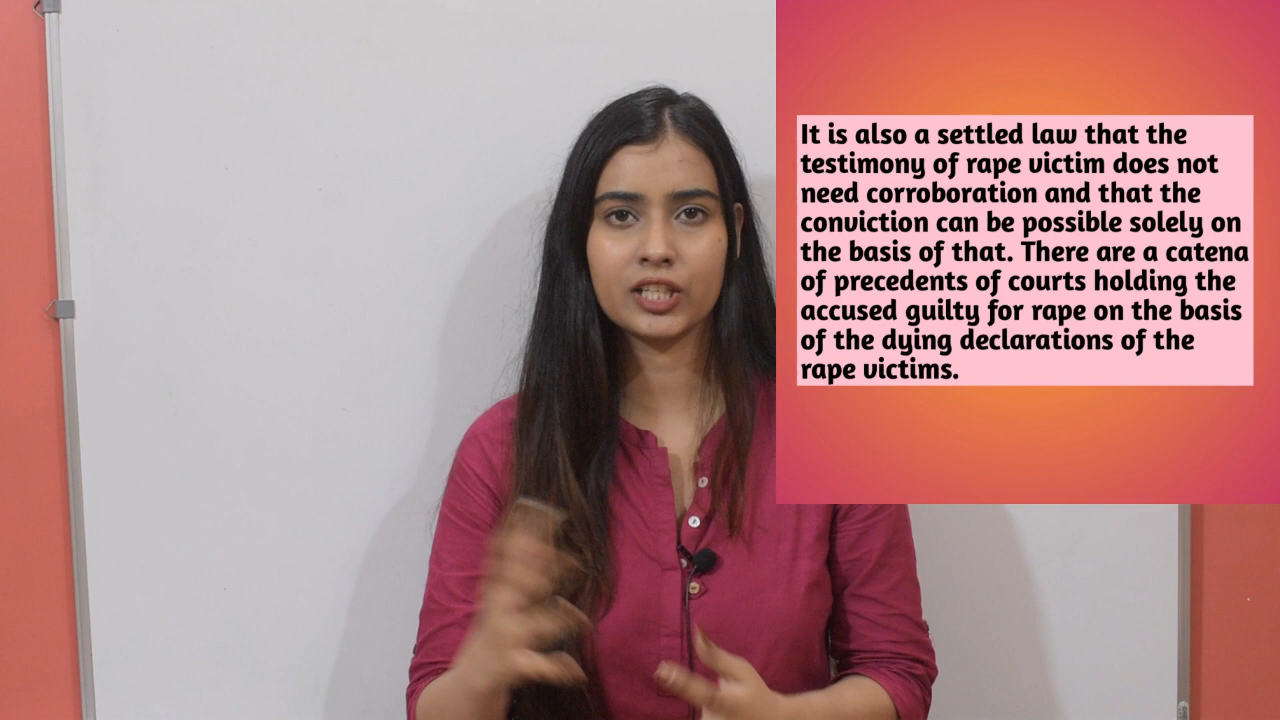 It is also a settled law that the
testimony of rape victim does not
need corroboration and that the
conviction can be possible solely on
the basis of that. There are a catena
of precedents of courts holding the
accused guilty for rape on the basis
of the dying declarations of the
rape victims.